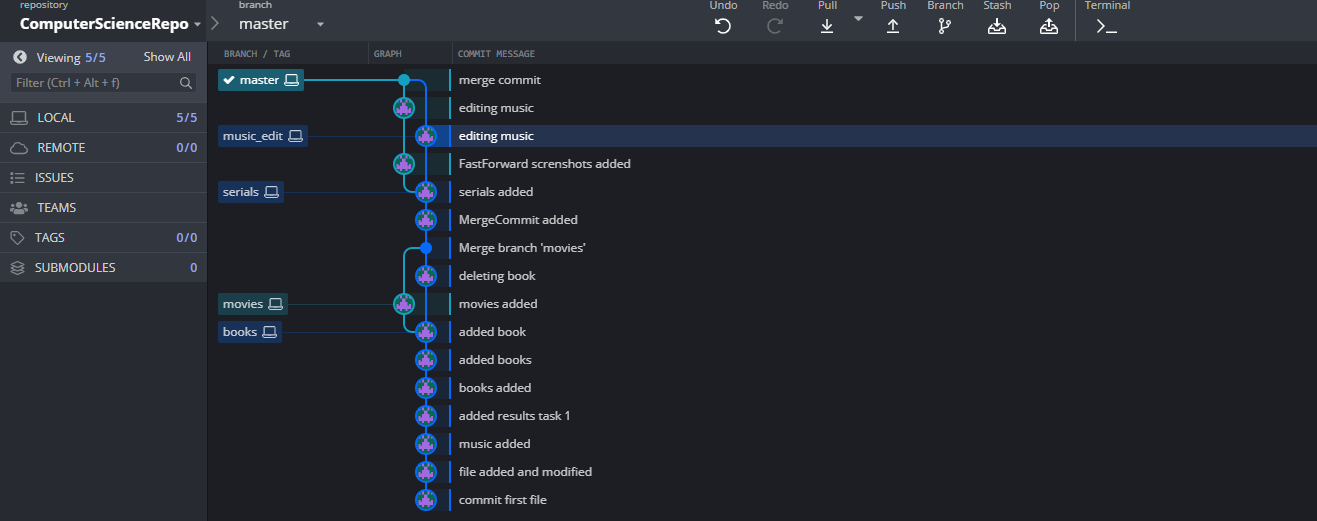 repository
ComputerScienceRepo
branch
master
Undo Redo Pull Push Branch Stash Pop Terminal
Viewing 5/5 Show All
Filter (Ctrl + Alt + f)
LOCAL 5/5
REMOTE 0/0
ISSUES
TEAMS
TAGS 0/0
SUBMODULES 0
BRANCH / TAG GRAPH COMMIT MESSAGE
master merge commit
editing music
music_edit editing music
FastForward screnshots added
serials serials added
MergeCommit added
Merge branch 'movies'
deleting book
movies movies added
books added book
added books
books added
added results task 1
music added
file added and modified
commit first file